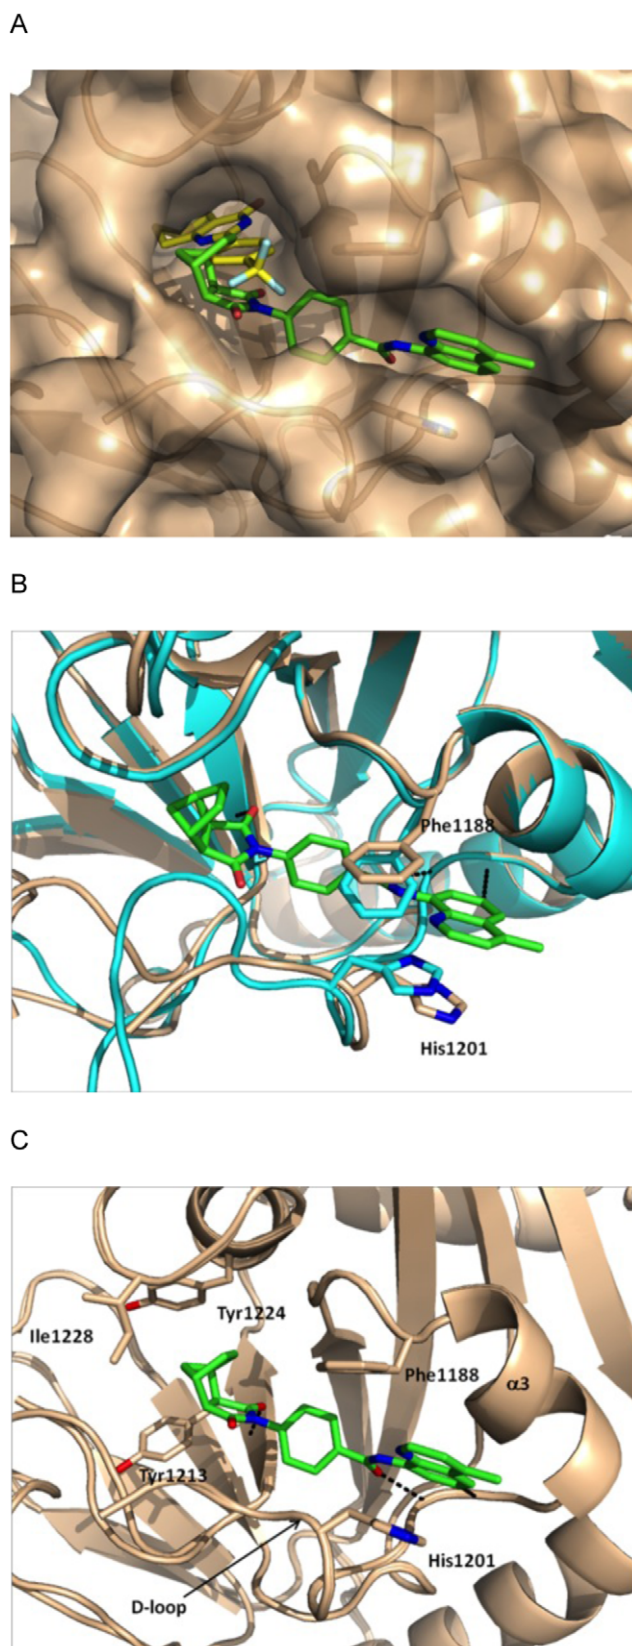 A
B
Phe1188
His1201
C
Tyr1224
Ile1228
Phe1188
α3
Tyr1213
His1201
D-loop